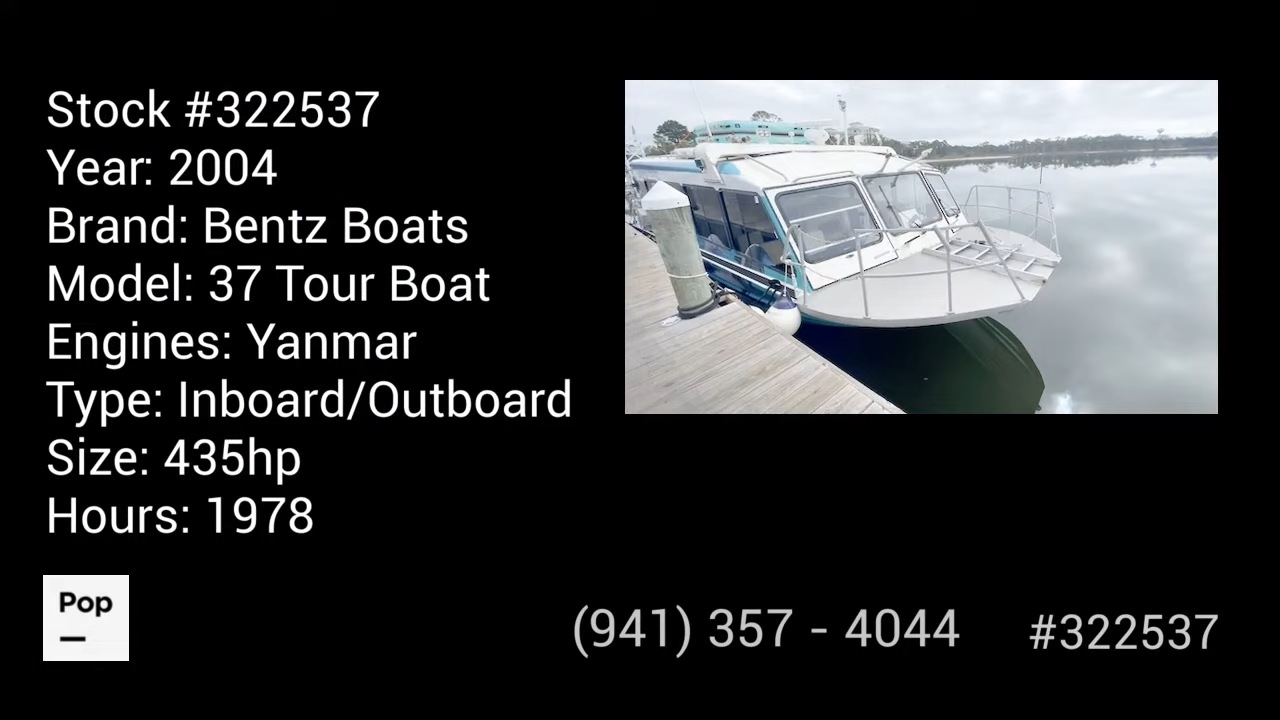 Stock #322537
Year: 2004
Brand: Bentz Boats
Model: 37 Tour Boat
Engines: Yanmar
Type: Inboard/Outboard
Size: 435hp
Hours: 1978
Pop
(941) 357 - 4044
#322537